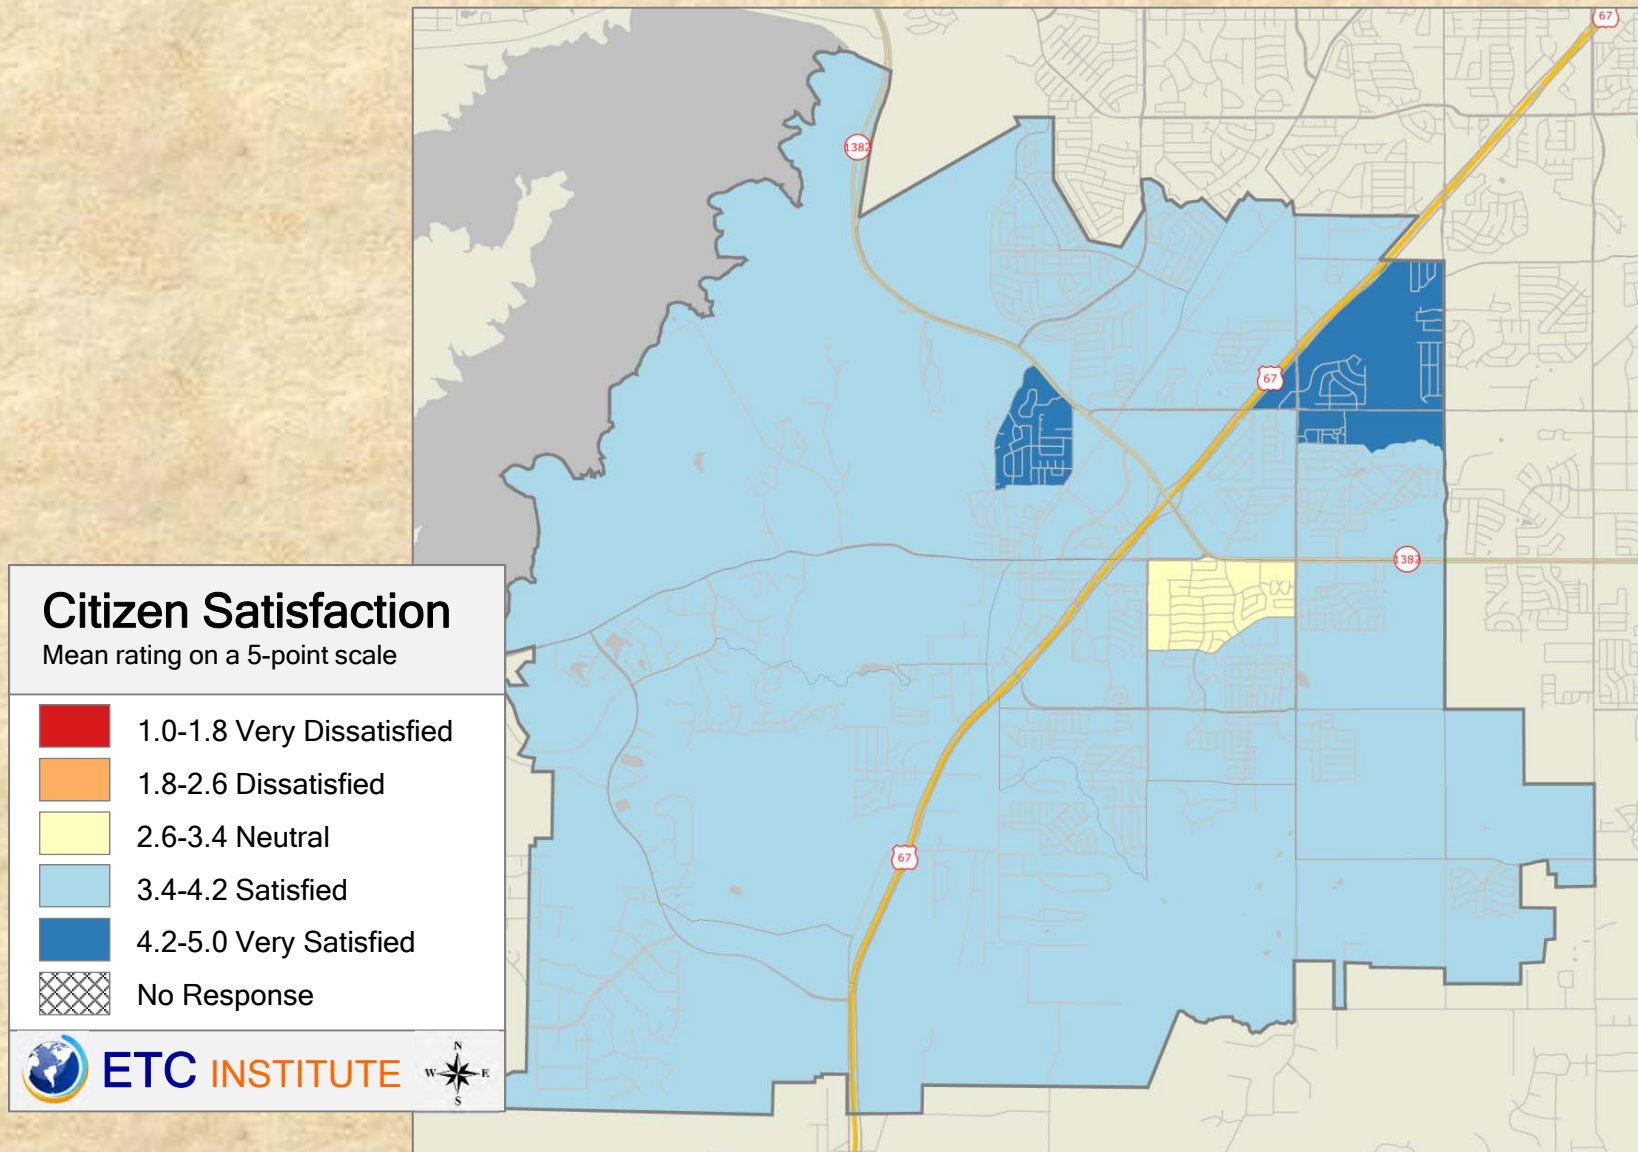 67
1382
67
1382
67
Citizen Satisfaction
Mean rating on a 5-point scale
1.0-1.8 Very Dissatisfied
1.8-2.6 Dissatisfied
2.6-3.4 Neutral
3.4-4.2 Satisfied
4.2-5.0 Very Satisfied
No Response
ETC INSTITUTE
N
W E
S